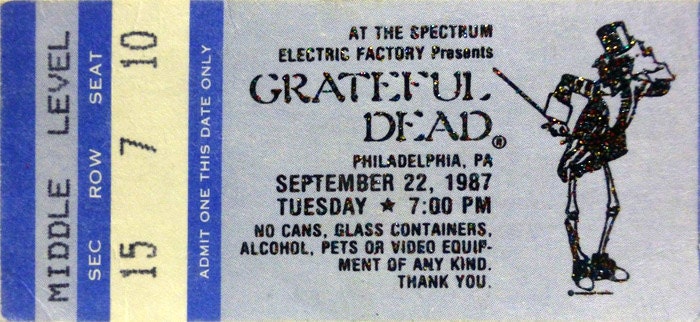 MIDDLE LEVEL
SEC ROW SEAT
15 7 10
ADMIT ONE THIS DATE ONLY
AT THE SPECTRUM
ELECTRIC FACTORY Presents
GRATEFUL
DEAD®
PHILADELPHIA, PA
SEPTEMBER 22, 1987
TUESDAY ★ 7:00 PM
NO CANS, GLASS CONTAINERS,
ALCOHOL, PETS OR VIDEO EQUIP-
MENT OF ANY KIND.
THANK YOU.